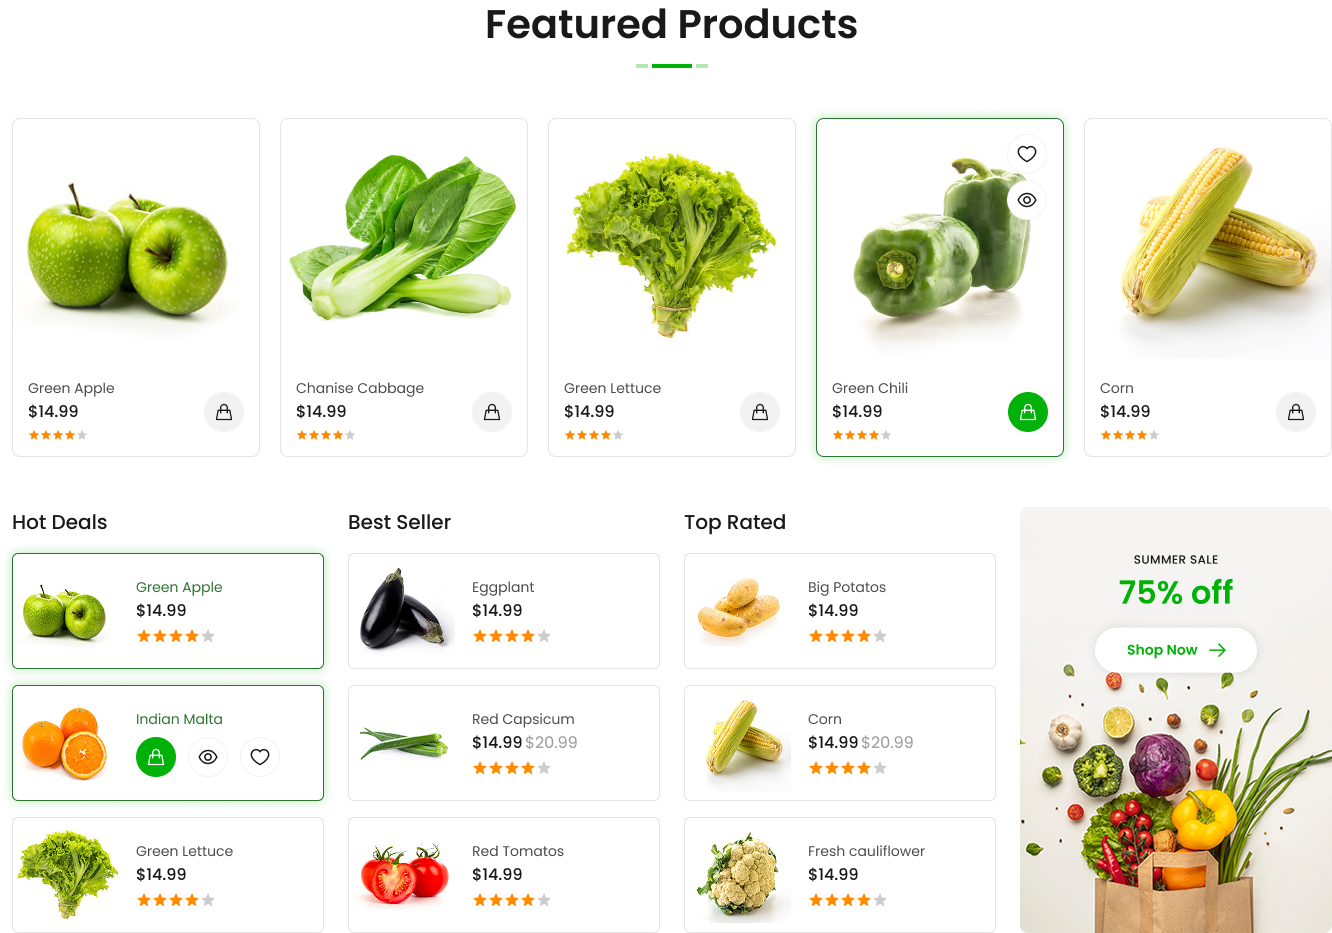 Featured Products
Green Apple
$14.99
Chanise Cabbage
$14.99
Green Lettuce
$14.99
Green Chili
$14.99
Corn
$14.99
Hot Deals
Green Apple
$14.99
Indian Malta
Green Lettuce
$14.99
Best Seller
Eggplant
$14.99
Red Capsicum
$14.99 $20.99
Red Tomatos
$14.99
Top Rated
Big Potatos
$14.99
Corn
$14.99 $20.99
Fresh cauliflower
$14.99
SUMMER SALE
75% off
Shop Now